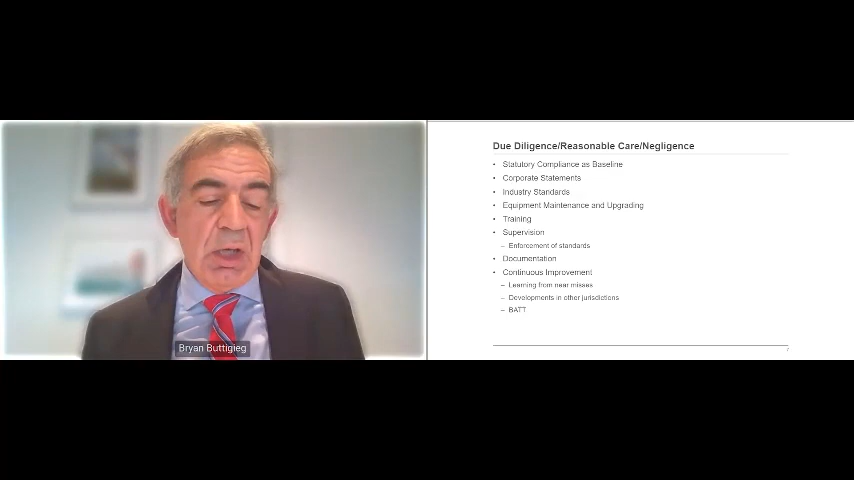 Bryan Buttigieg
Due Diligence/Reasonable Care/Negligence
• Statutory Compliance as Baseline
• Corporate Statements
• Industry Standards
• Equipment Maintenance and Upgrading
• Training
• Supervision
– Enforcement of standards
• Documentation
• Continuous Improvement
– Learning from near misses
– Developments in other jurisdictions
– BATT